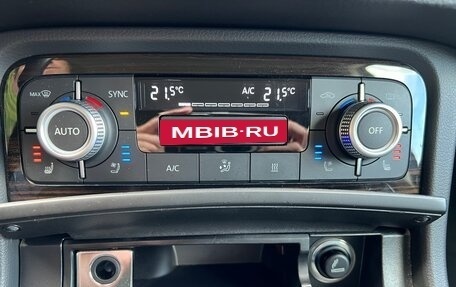 MAX
SYNC
21.5°C
A/C
21.5°C
AUTO
MBIB-RU
OFF
A/C